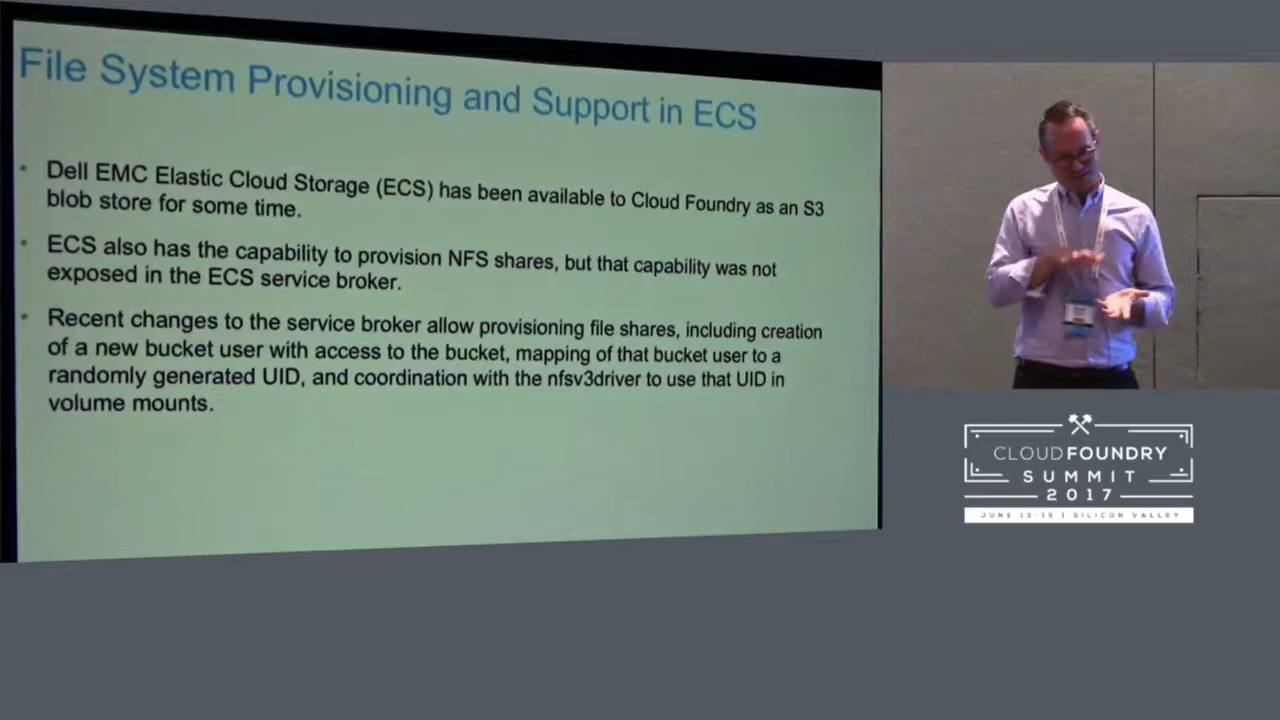 File System Provisioning and Support in ECS
• Dell EMC Elastic Cloud Storage (ECS) has been available to Cloud Foundry as an S3
blob store for some time.
• ECS also has the capability to provision NFS shares, but that capability was not
exposed in the ECS service broker.
• Recent changes to the service broker allow provisioning file shares, including creation
of a new bucket user with access to the bucket, mapping of that bucket user to a
randomly generated UID, and coordination with the nfsv3driver to use that UID in
volume mounts.
CLOUDFOUNDRY
SUMMIT
2017
JUNE 13-15 | SILICON VALLEY